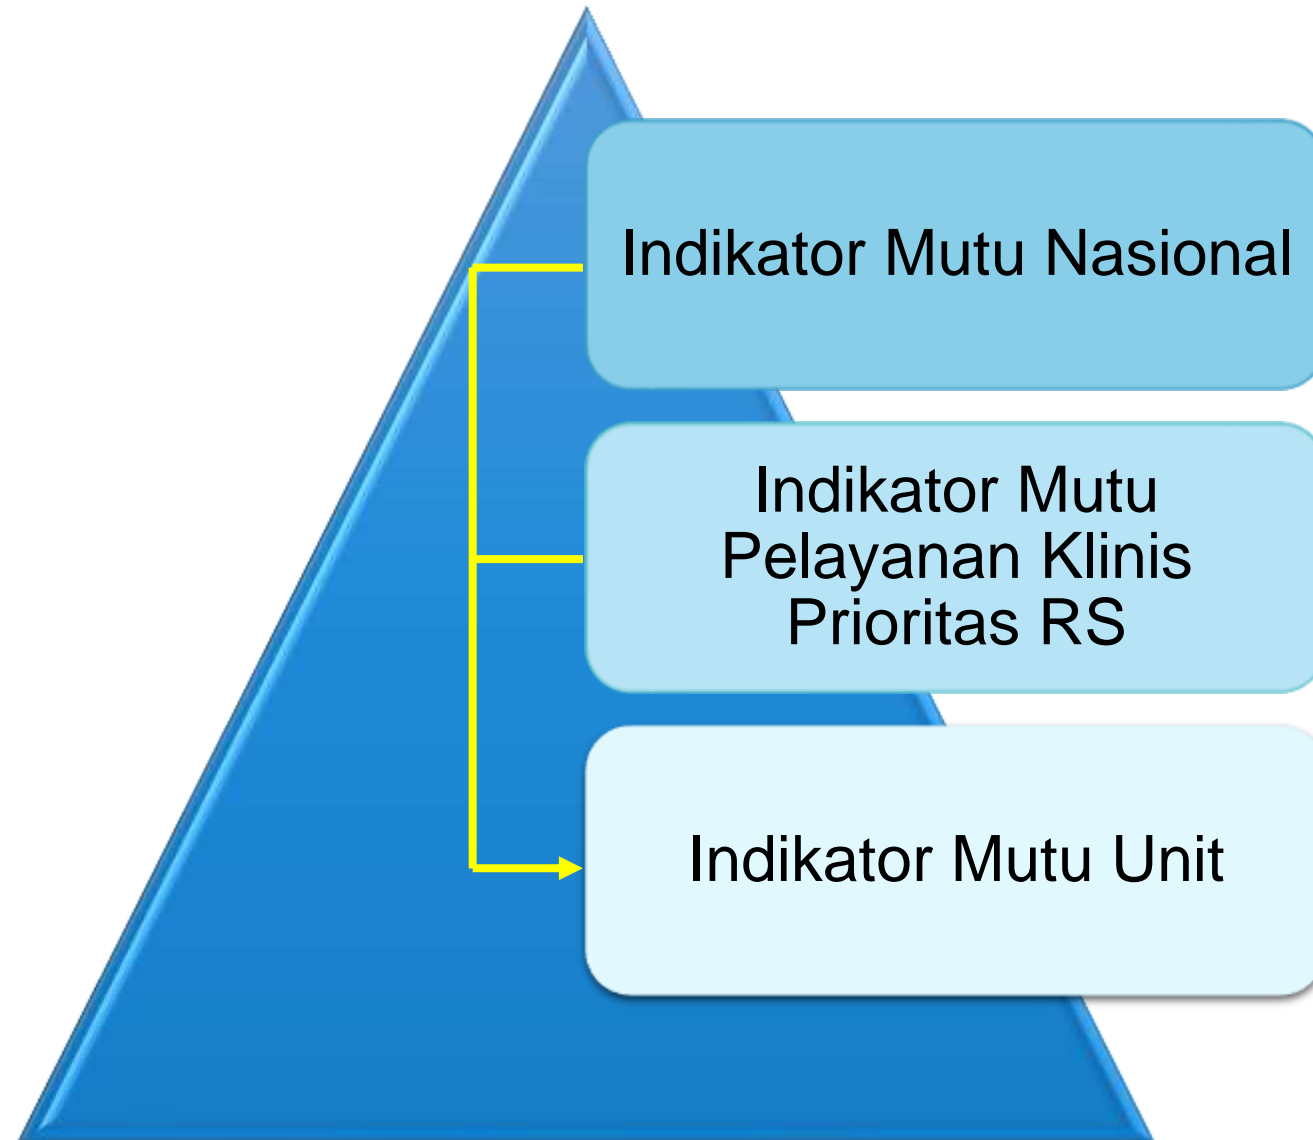 Indikator Mutu Nasional
Indikator Mutu
Pelayanan Klinis
Prioritas RS
Indikator Mutu Unit